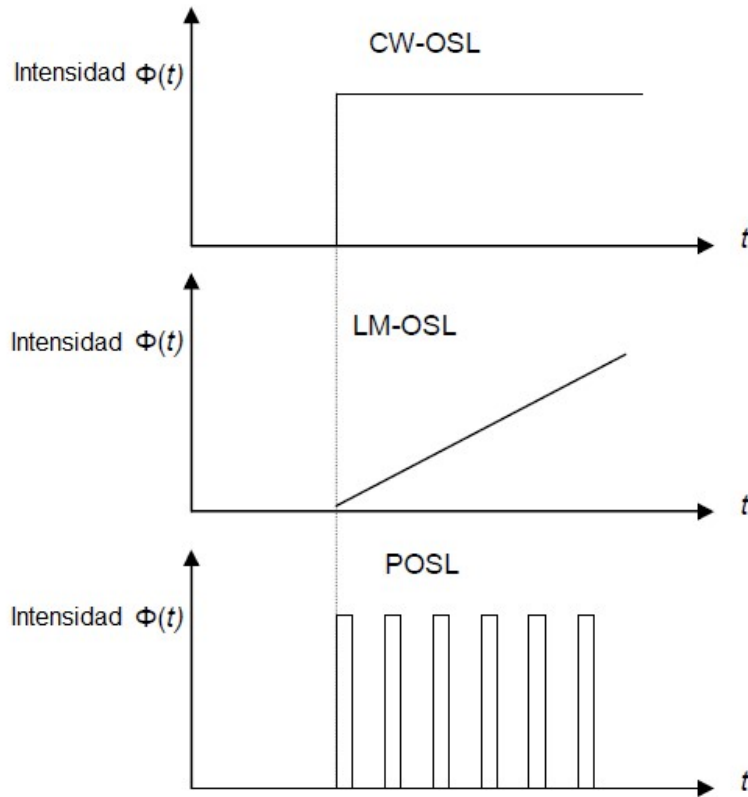 CW-OSL
Intensidad Φ(t)
t
LM-OSL
Intensidad Φ(t)
t
POSL
Intensidad Φ(t)
t